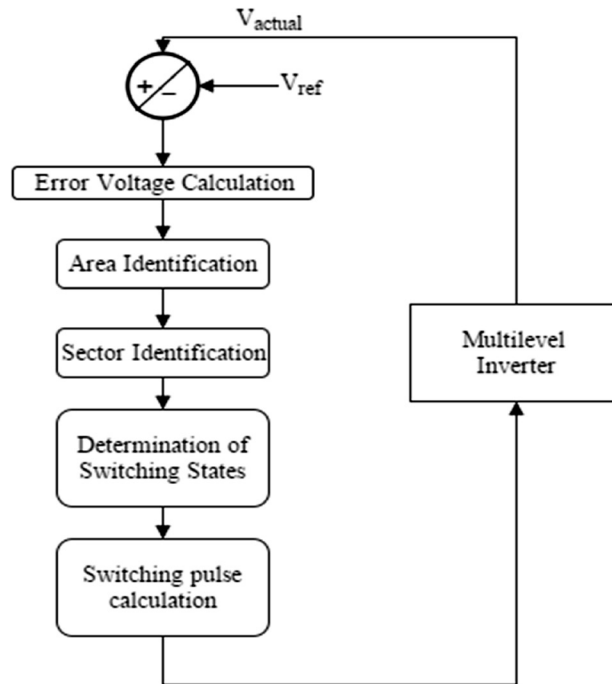 V_actual
+ −
V_ref
Error Voltage Calculation
Area Identification
Sector Identification
Determination of
Switching States
Switching pulse
calculation
Multilevel
Inverter